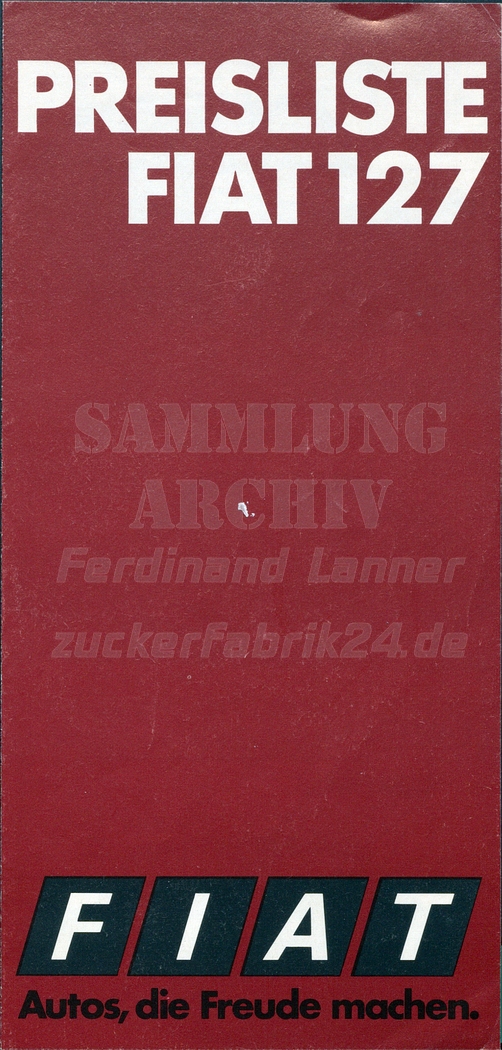 PREISLISTE
FIAT 127
SAMMLUNG
ARCHIV
Ferdinand Lanner
zuckerfabrik24.de
FIAT
Autos, die Freude machen.